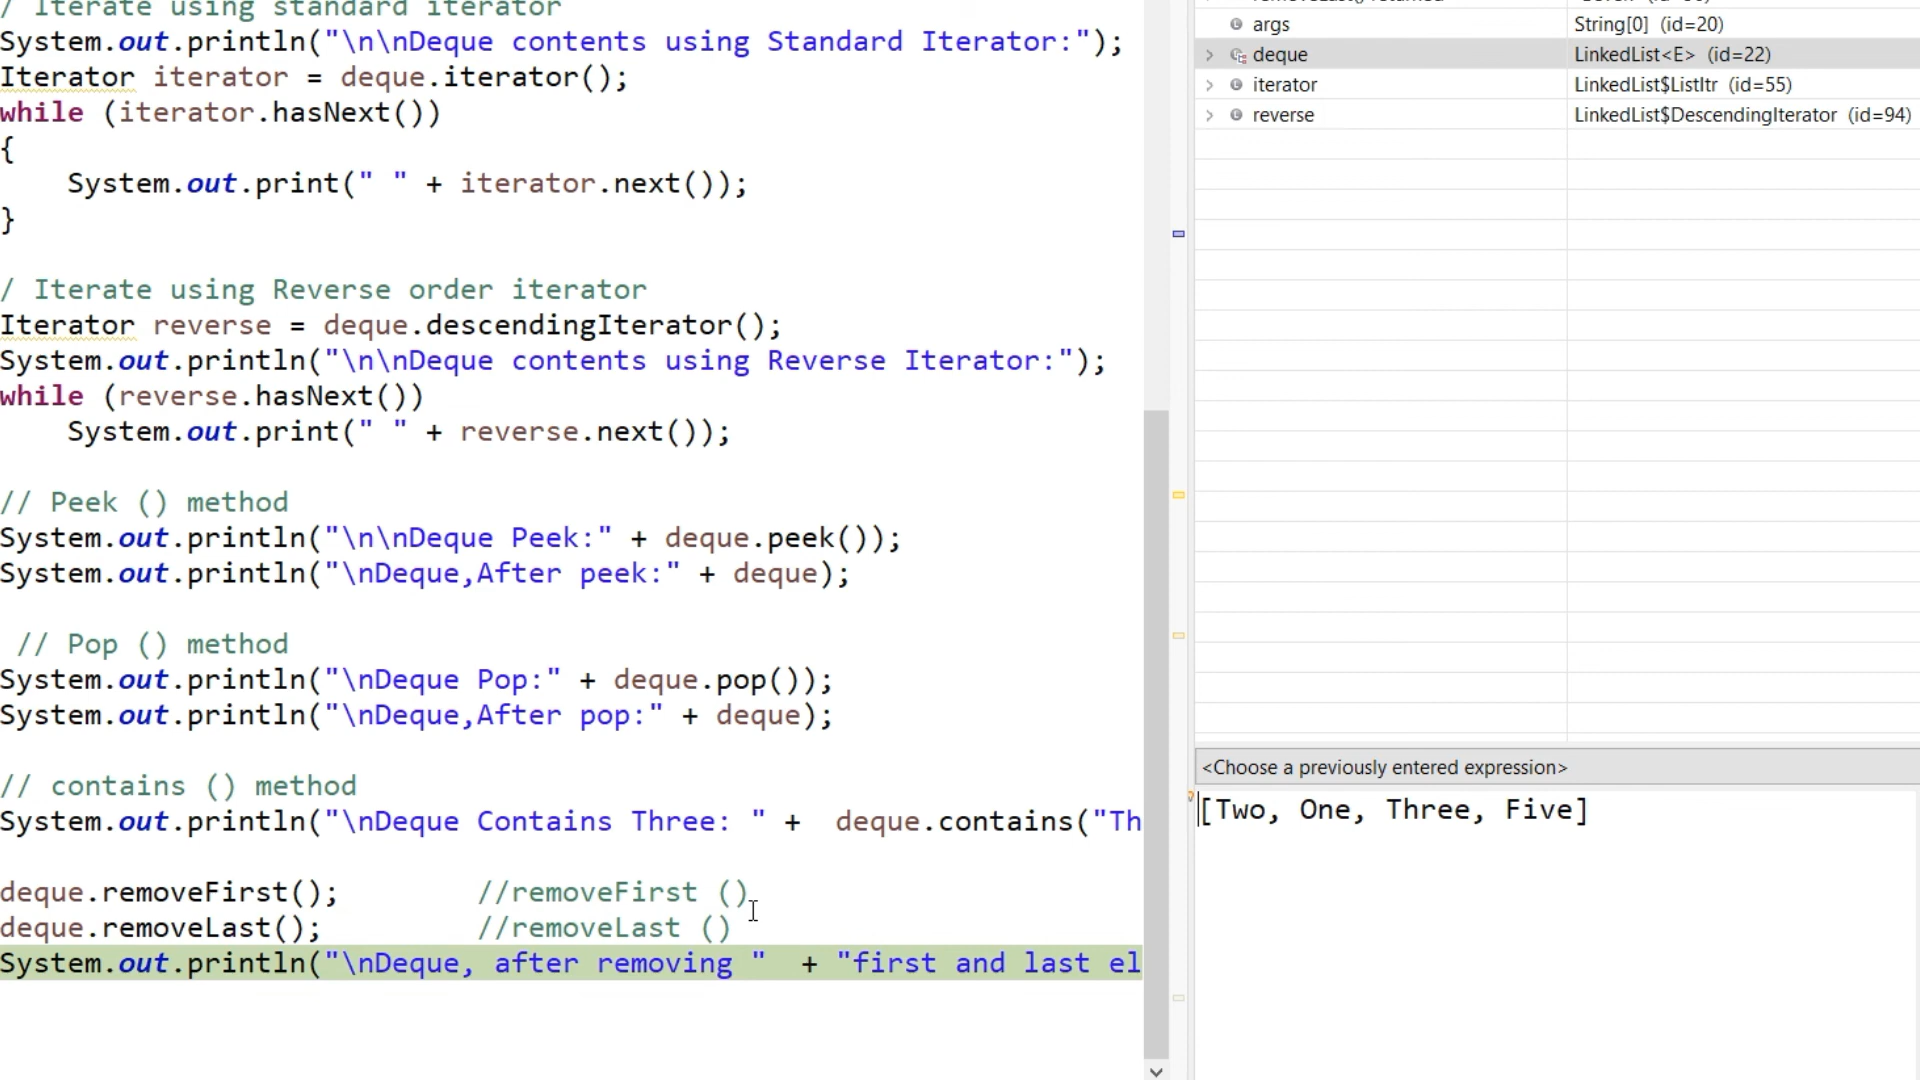 / Iterate using standard iterator
System.out.println("\n\nDeque contents using Standard Iterator:");
Iterator iterator = deque.iterator();
while (iterator.hasNext())
{
System.out.print(" " + iterator.next());
}
/ Iterate using Reverse order iterator
Iterator reverse = deque.descendingIterator();
System.out.println("\n\nDeque contents using Reverse Iterator:");
while (reverse.hasNext())
System.out.print(" " + reverse.next());
// Peek () method
System.out.println("\n\nDeque Peek:" + deque.peek());
System.out.println("\nDeque,After peek:" + deque);
// Pop () method
System.out.println("\nDeque Pop:" + deque.pop());
System.out.println("\nDeque,After pop:" + deque);
// contains () method
System.out.println("\nDeque Contains Three: " + deque.contains("Th
deque.removeFirst(); //removeFirst ()
deque.removeLast(); //removeLast ()
System.out.println("\nDeque, after removing " + "first and last el
args String[0] (id=20)
deque LinkedList<E> (id=22)
iterator LinkedList$ListItr (id=55)
reverse LinkedList$DescendingIterator (id=94)
<Choose a previously entered expression>
[Two, One, Three, Five]